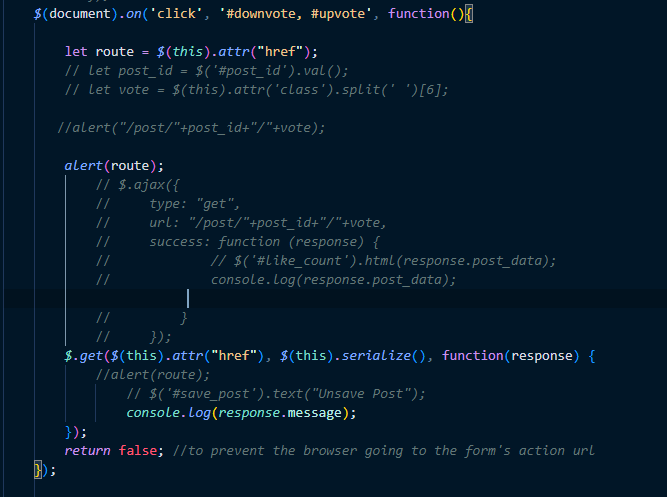 $(document).on('click', '#downvote, #upvote', function(){
let route = $(this).attr("href");
// let post_id = $('#post_id').val();
// let vote = $(this).attr('class').split(' ')[6];
//alert("/post/"+post_id+"/"+vote);
alert(route);
// $.ajax({
// type: "get",
// url: "/post/"+post_id+"/"+vote,
// success: function (response) {
// // $('#like_count').html(response.post_data);
// console.log(response.post_data);
// }
// });
$.get($(this).attr("href"), $(this).serialize(), function(response) {
//alert(route);
// $('#save_post').text("Unsave Post");
console.log(response.message);
});
return false; //to prevent the browser going to the form's action url
});